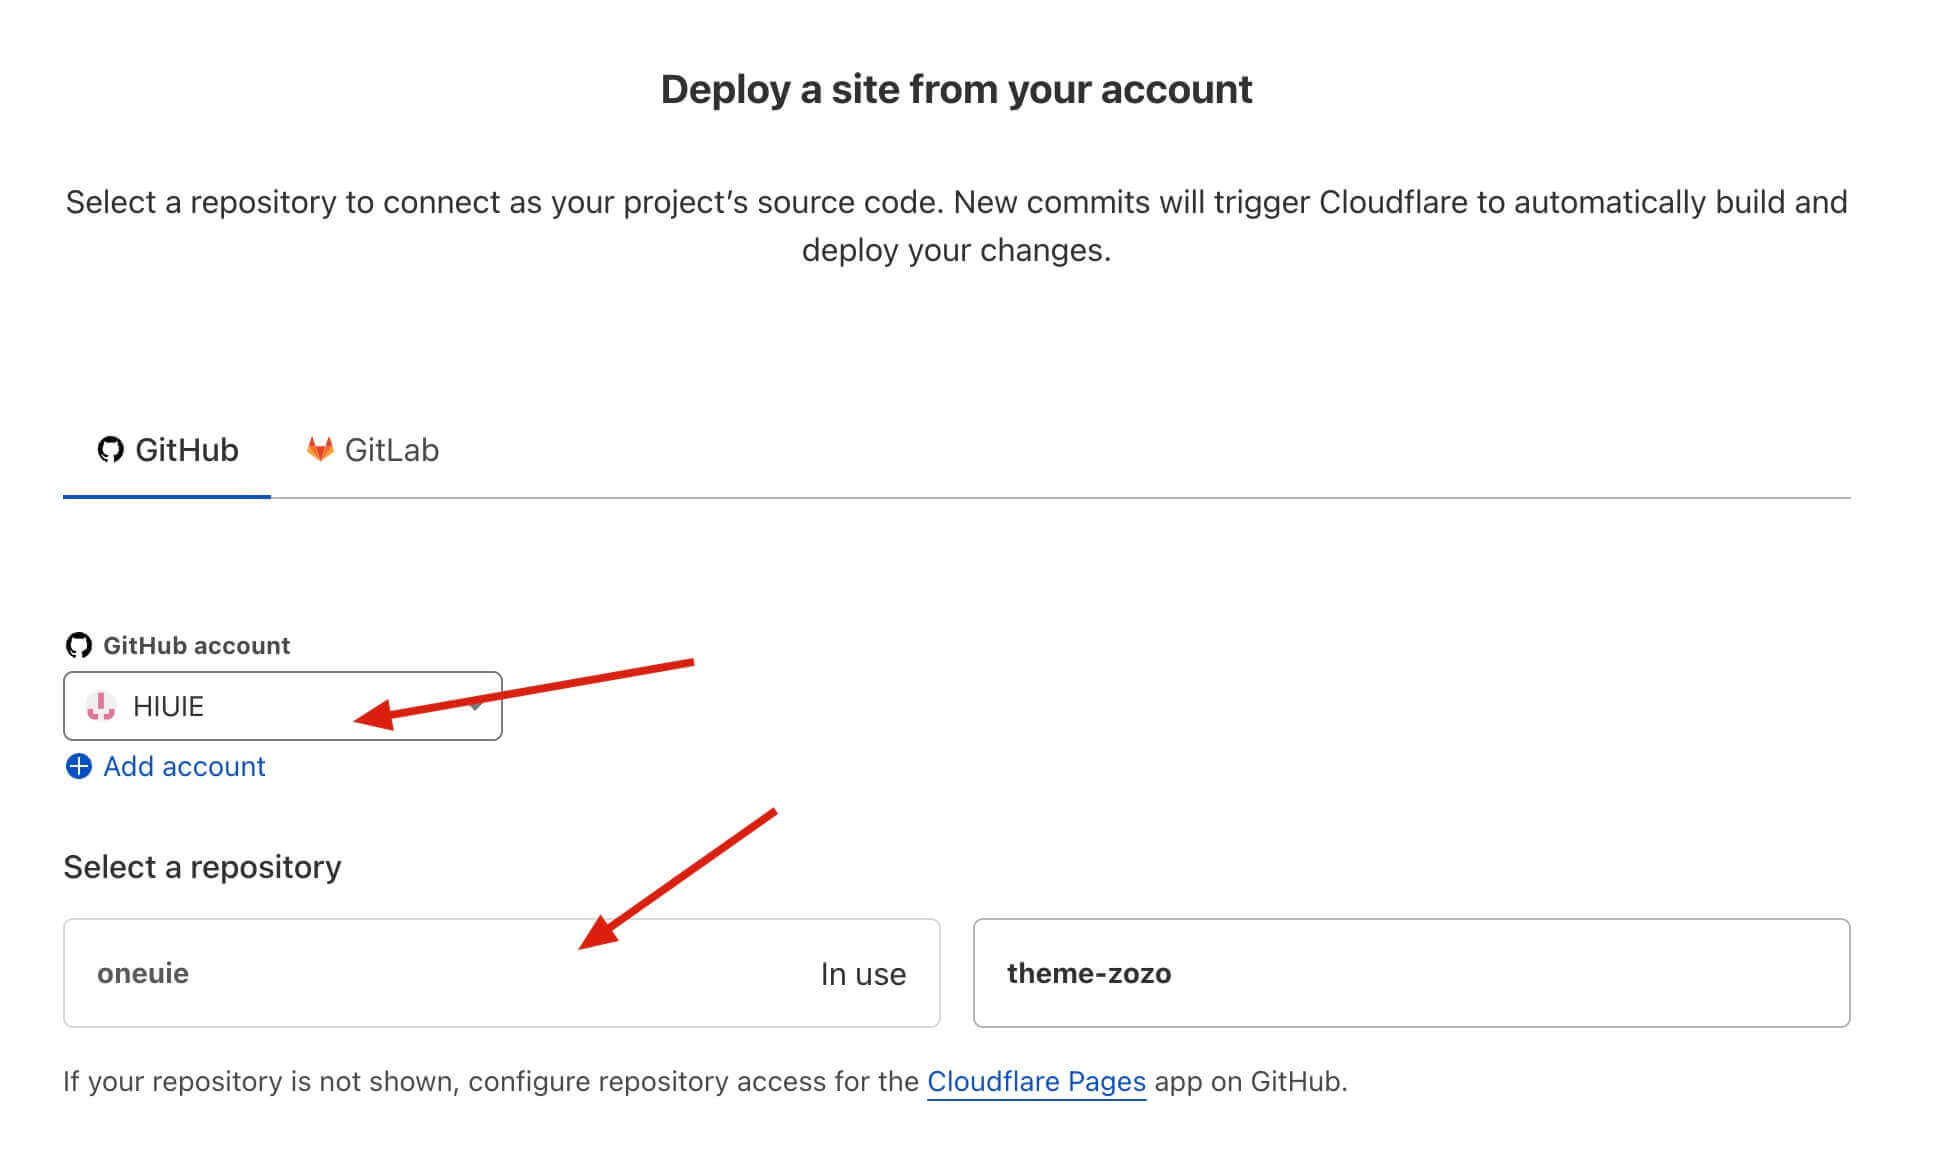 Deploy a site from your account
Select a repository to connect as your project's source code. New commits will trigger Cloudflare to automatically build and
deploy your changes.
GitHub GitLab
GitHub account
HIUIE
Add account
Select a repository
oneuie In use theme-zozo
If your repository is not shown, configure repository access for the Cloudflare Pages app on GitHub.